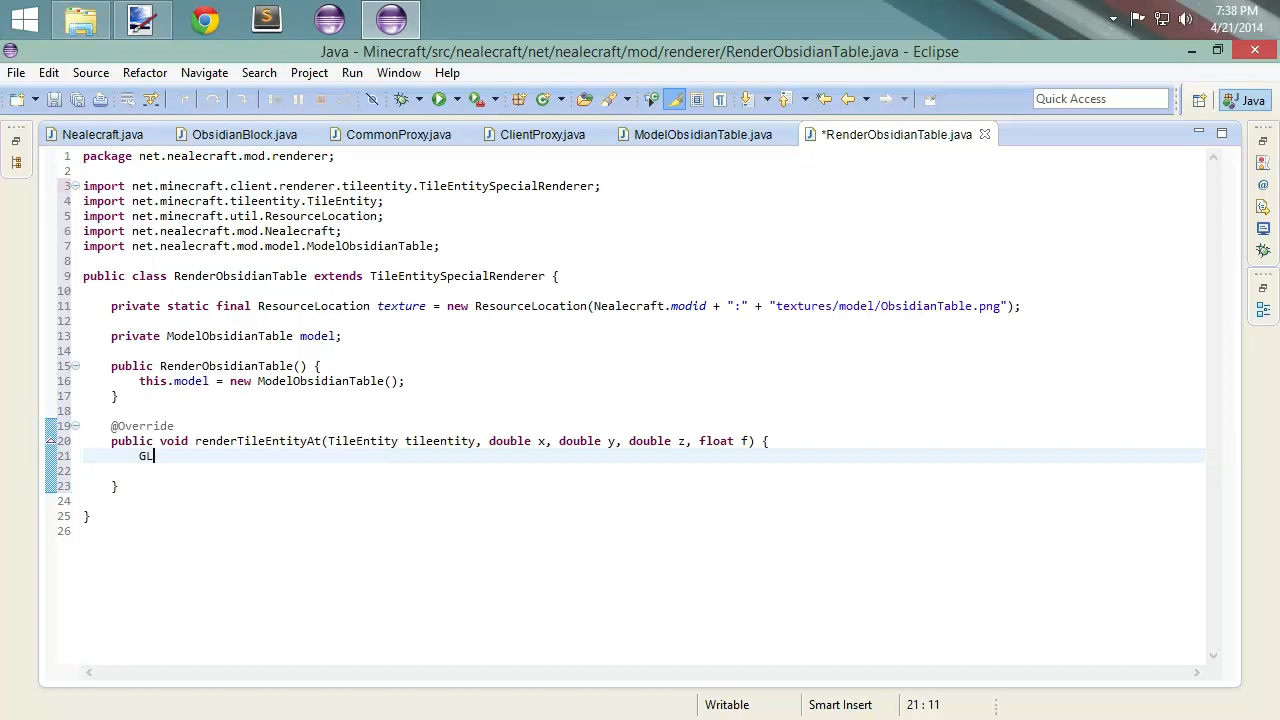 7:38 PM
4/21/2014
Java - Minecraft/src/nealecraft/net/nealecraft/mod/renderer/RenderObsidianTable.java - Eclipse
File Edit Source Refactor Navigate Search Project Run Window Help
Quick Access Java
Nealecraft.java ObsidianBlock.java CommonProxy.java ClientProxy.java ModelObsidianTable.java *RenderObsidianTable.java
1 package net.nealecraft.mod.renderer;
2
3 import net.minecraft.client.renderer.tileentity.TileEntitySpecialRenderer;
4 import net.minecraft.tileentity.TileEntity;
5 import net.minecraft.util.ResourceLocation;
6 import net.nealecraft.mod.Nealecraft;
7 import net.nealecraft.mod.model.ModelObsidianTable;
8
9 public class RenderObsidianTable extends TileEntitySpecialRenderer {
10
11 private static final ResourceLocation texture = new ResourceLocation(Nealecraft.modid + ":" + "textures/model/ObsidianTable.png");
12
13 private ModelObsidianTable model;
14
15 public RenderObsidianTable() {
16 this.model = new ModelObsidianTable();
17 }
18
19 @Override
20 public void renderTileEntityAt(TileEntity tileentity, double x, double y, double z, float f) {
21 GL
22
23 }
24
25 }
26
Writable Smart Insert 21 : 11